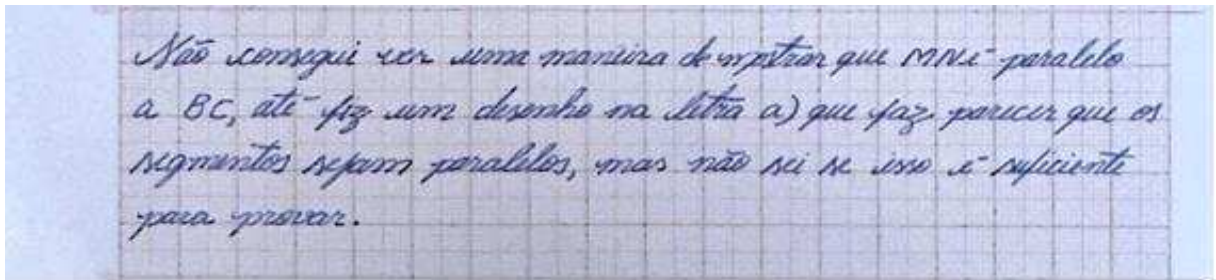 Não consegui ver uma maneira de mostrar que MN é paralelo
a BC, até fiz um desenho na letra a) que faz parecer que os
segmentos sejam paralelos, mas não sei se isso é suficiente
para provar.